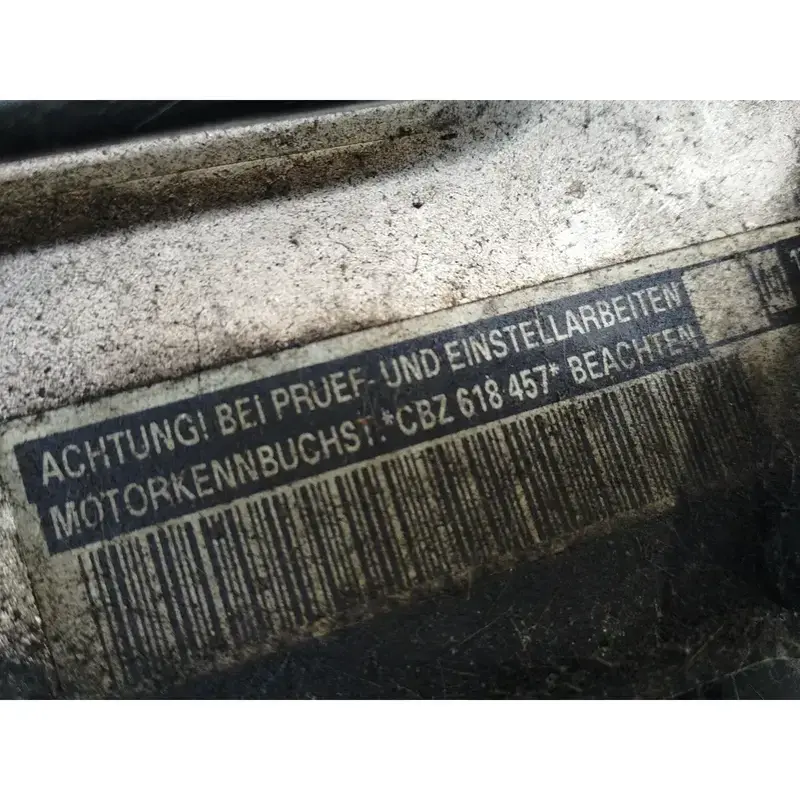 ACHTUNG! BEI PRUEF- UND EINSTELLARBEITEN
MOTORKENNBUCHST.*CBZ 618 457* BEACHTEN